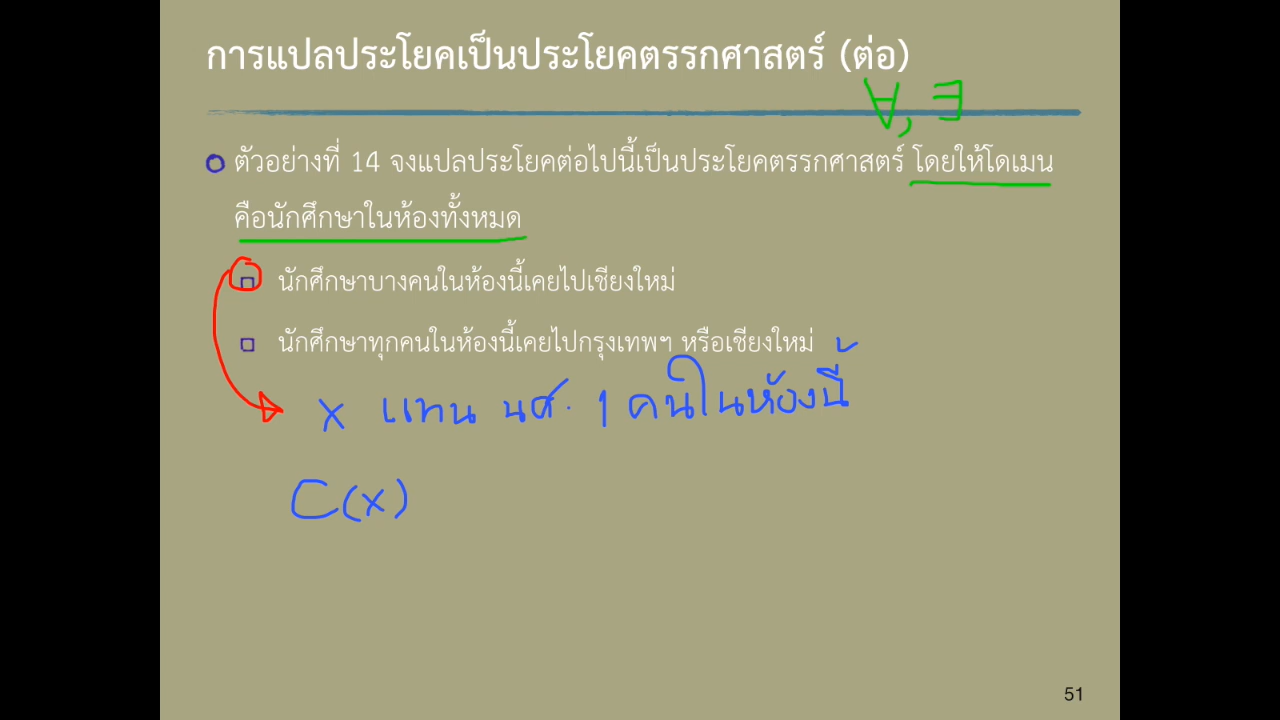 การแปลประโยคเป็นประโยคตรรกศาสตร์ (ต่อ)
∀, ∃
ตัวอย่างที่ 14 จงแปลประโยคต่อไปนี้เป็นประโยคตรรกศาสตร์ โดยให้โดเมน
คือนักศึกษาในห้องทั้งหมด
นักศึกษาบางคนในห้องนี้เคยไปเชียงใหม่
นักศึกษาทุกคนในห้องนี้เคยไปกรุงเทพฯ หรือเชียงใหม่
x แทน นศ. 1 คนในห้องนี้
C(x)
51